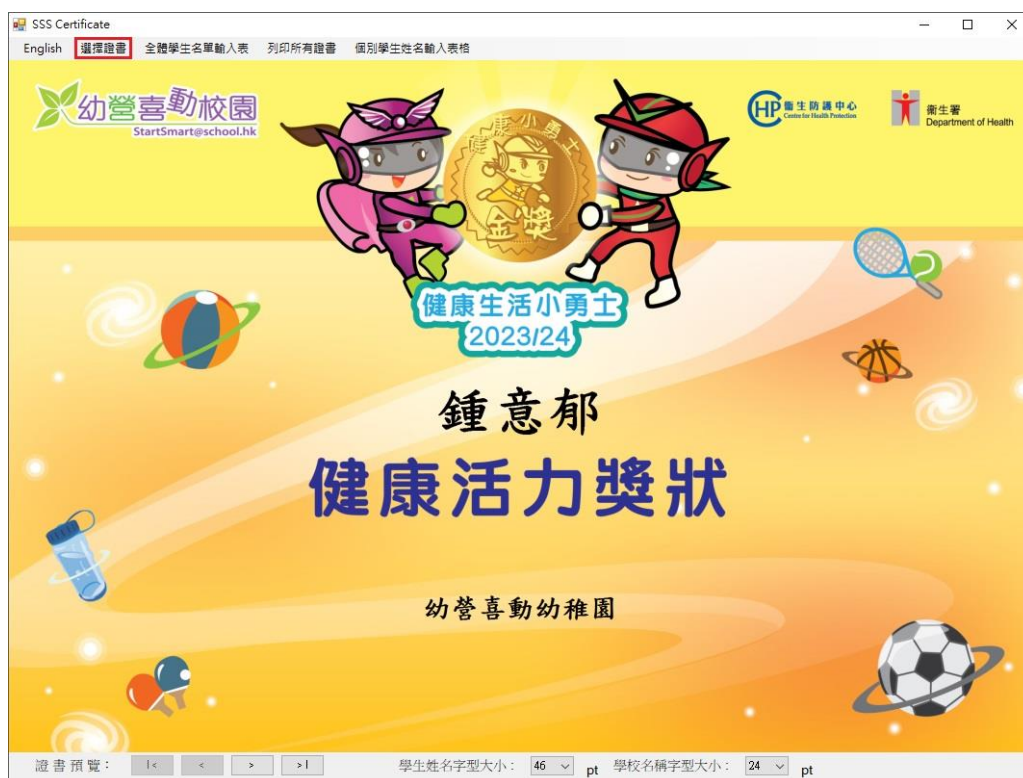 SSS Certificate
English 選擇證書 全體學生名單輸入表 列印所有證書 個別學生姓名輸入表格
幼營喜動校園
StartSmart@school.hk
健康小勇士
金獎
CHP 衞生防護中心
Centre for Health Protection
衞生署
Department of Health
健康生活小勇士
2023/24
鍾意郁
健康活力獎狀
幼營喜動幼稚園
證書預覽： |< < > >| 學生姓名字型大小： 46 pt 學校名稱字型大小： 24 pt